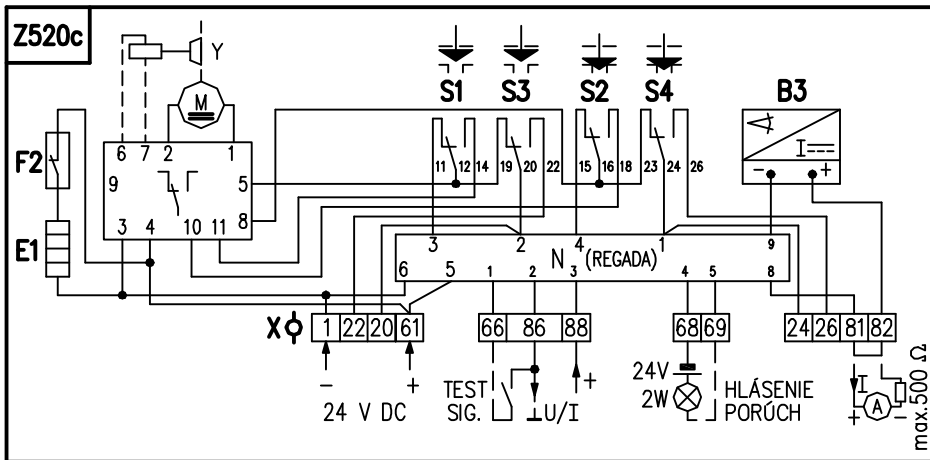 Z520c
Y
M
S1 S3 S2 S4 B3
I
- +
F2
E1
6 7 2 1
9 5
8
3 4 10 11
11 12 14 19 20 22 15 16 18 23 24 26
3 2 4 1 9
N (REGADA)
6 5 1 2 3 4 5 8
X 1 22 20 61 66 86 88 68 69 24 26 81 82
- +
24 V DC
TEST
SIG.
U/I
+
24V
2W
HLÁSENIE
PORÚCH
I
A
+ -
max.500 Ω